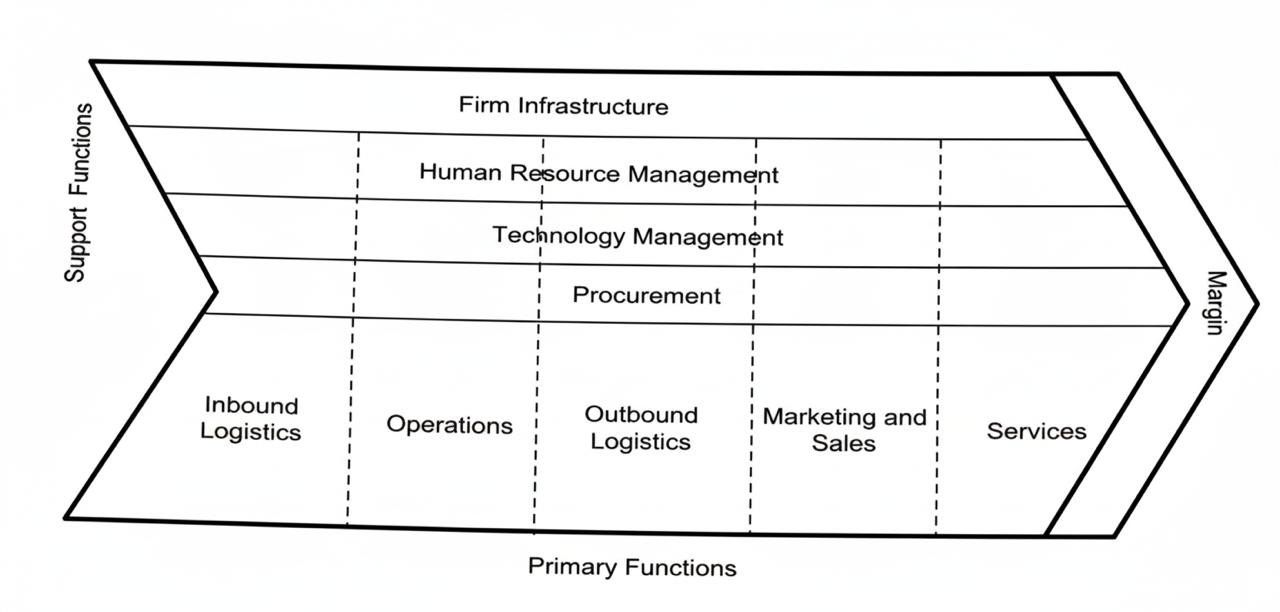 Firm Infrastructure
Support Functions
Human Resource Management
Technology Management
Procurement
Margin
Inbound
Logistics
Operations
Outbound
Logistics
Marketing and
Sales
Services
Primary Functions